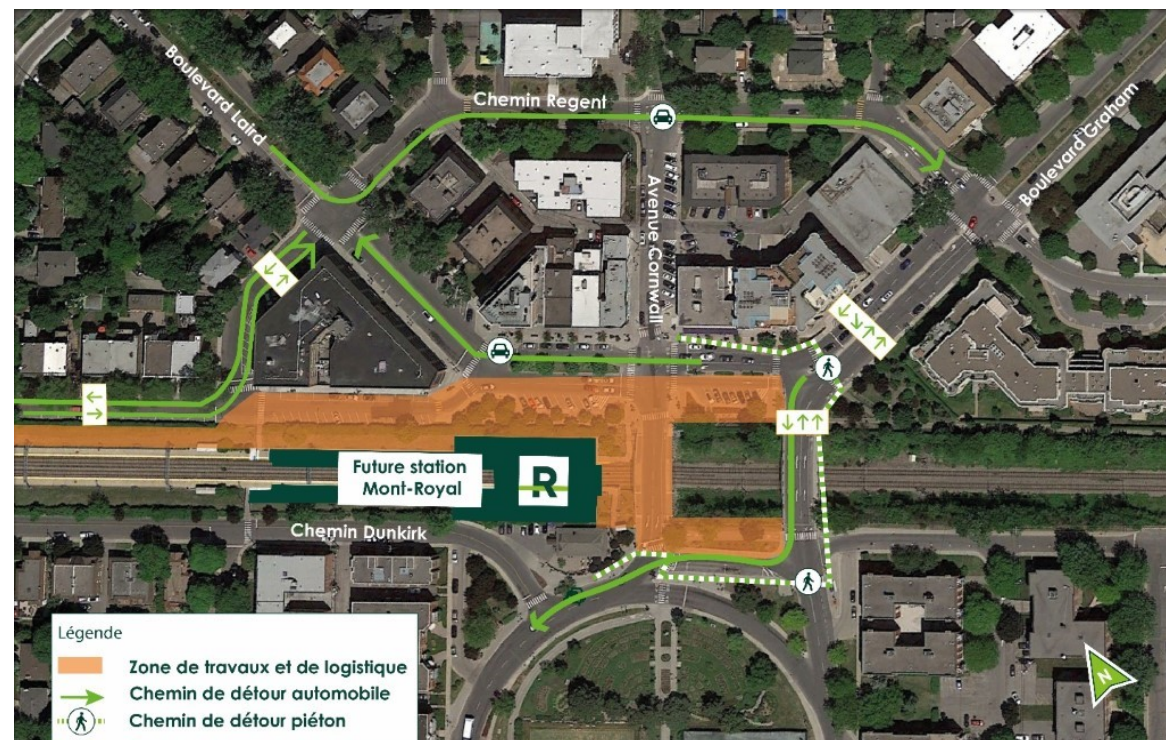 Boulevard Laird
Chemin Regent
Boulevard Graham
Avenue Cornwall
Future station
Mont-Royal
R
Chemin Dunkirk
Légende
Zone de travaux et de logistique
Chemin de détour automobile
Chemin de détour piéton
N